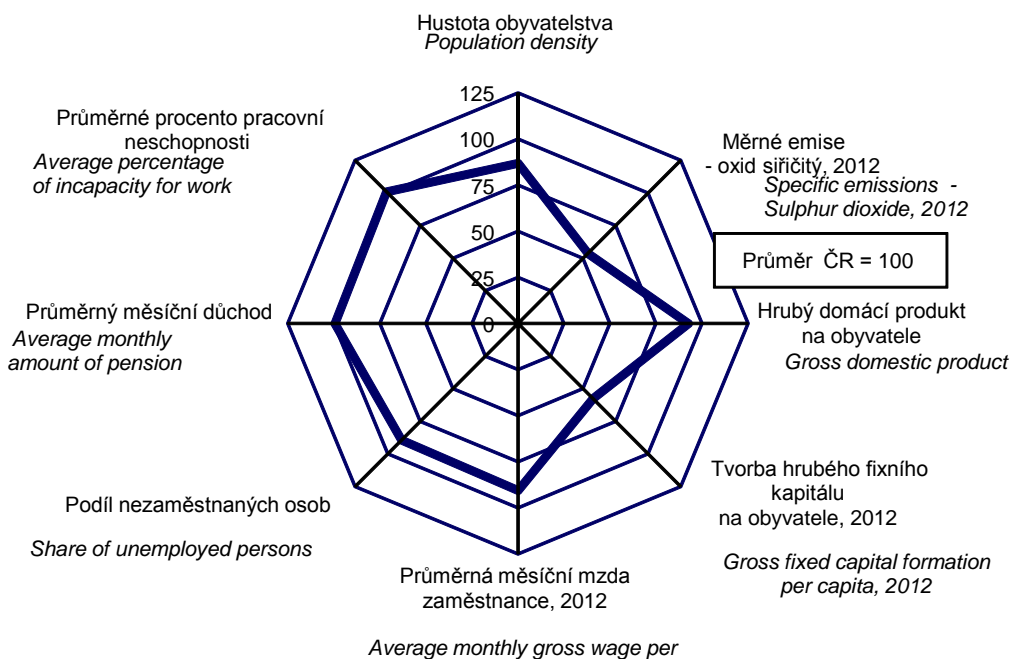 Hustota obyvatelstva
Population density
Průměrné procento pracovní
neschopnosti
Average percentage
of incapacity for work
125
100
75
50
25
0
Měrné emise
- oxid siřičitý, 2012
Specific emissions -
Sulphur dioxide, 2012
Průměr ČR = 100
Průměrný měsíční důchod
Average monthly
amount of pension
Hrubý domácí produkt
na obyvatele
Gross domestic product
Podíl nezaměstnaných osob
Share of unemployed persons
Tvorba hrubého fixního
kapitálu
na obyvatele, 2012
Gross fixed capital formation
per capita, 2012
Průměrná měsíční mzda
zaměstnance, 2012
Average monthly gross wage per